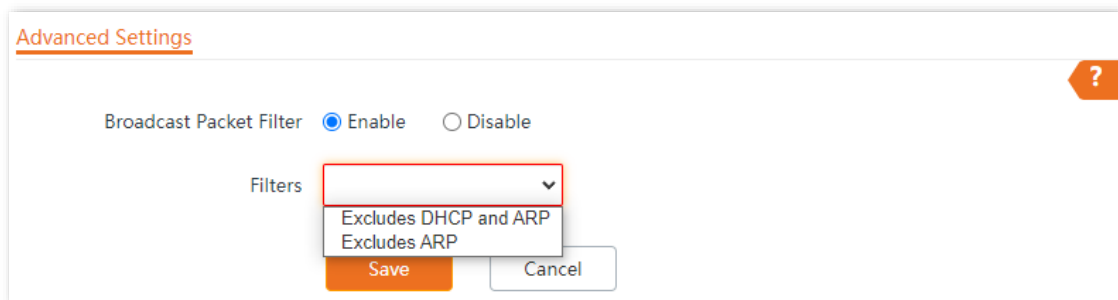 Advanced Settings
?
Broadcast Packet Filter Enable Disable
Filters
Excludes DHCP and ARP
Excludes ARP
Save Cancel